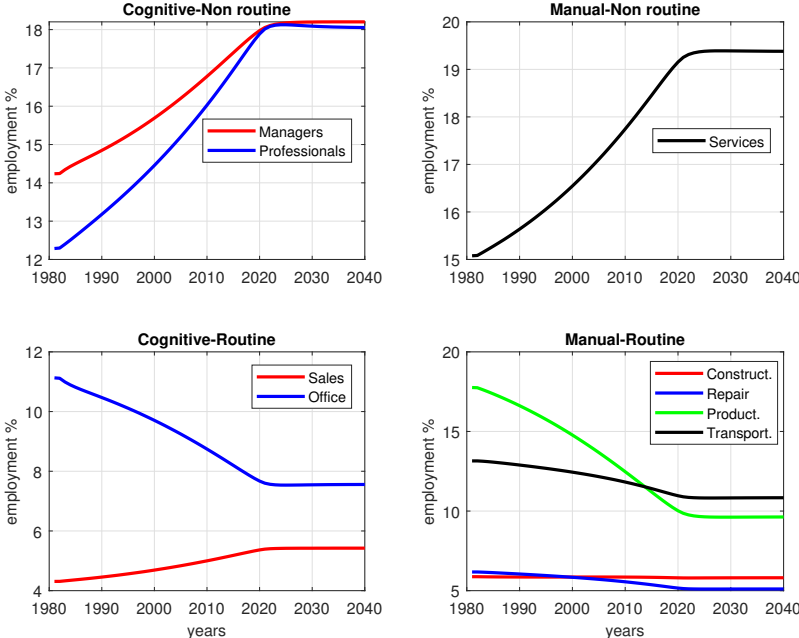 Cognitive-Non routine
employment %
18
17
16
15
14
13
12
Managers
Professionals
1980 1990 2000 2010 2020 2030 2040
Manual-Non routine
employment %
20
19
18
17
16
15
Services
1980 1990 2000 2010 2020 2030 2040
Cognitive-Routine
employment %
12
10
8
6
4
Sales
Office
1980 1990 2000 2010 2020 2030 2040
years
Manual-Routine
employment %
20
15
10
5
Construct.
Repair
Product.
Transport.
1980 1990 2000 2010 2020 2030 2040
years